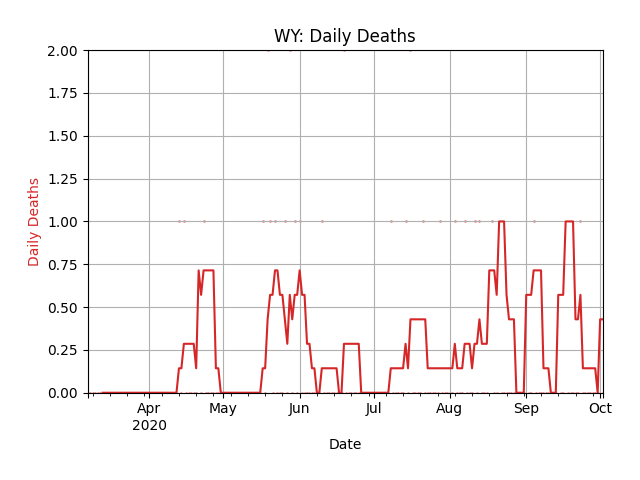 WY: Daily Deaths
2.00
1.75
1.50
1.25
1.00
0.75
0.50
0.25
0.00
Daily Deaths
Apr
2020
May
Jun
Jul
Aug
Sep
Oct
Date